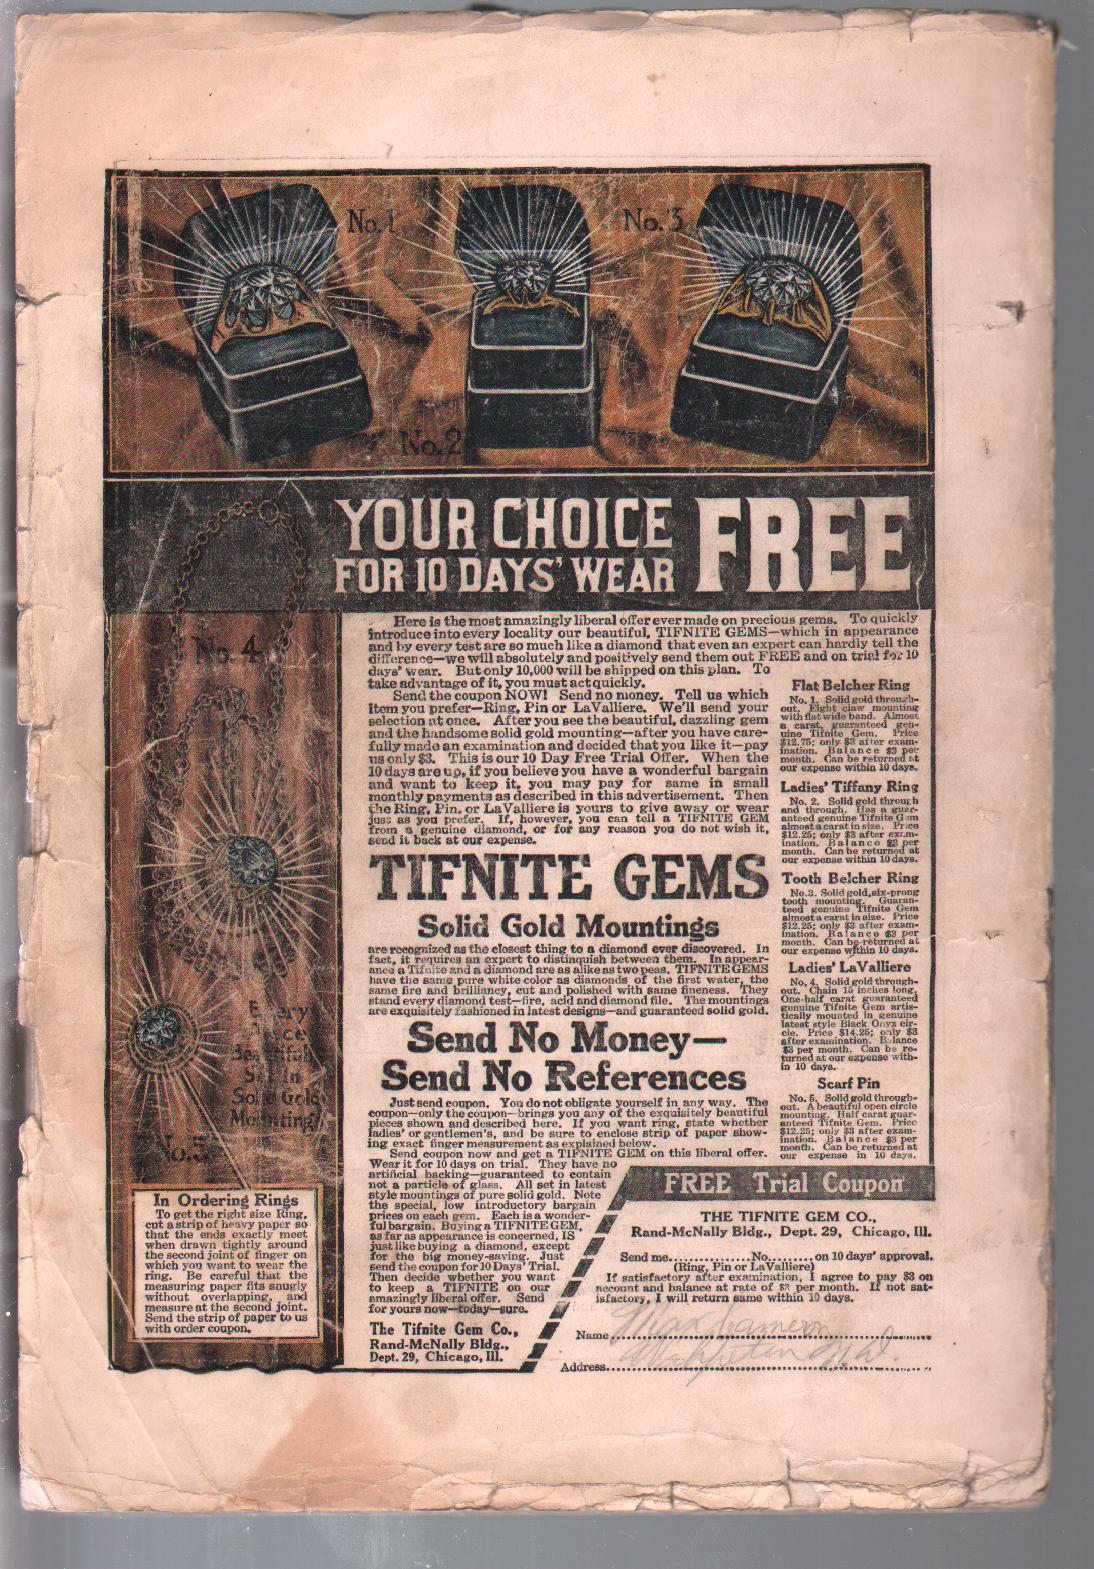 No. 1
No. 3
No. 2
YOUR CHOICE
FOR 10 DAYS' WEAR
FREE
No. 4
Here is the most amazingly liberal offer ever made on precious gems. To quickly
introduce into every locality our beautiful, TIFNITE GEMS—which in appearance
and by every test are so much like a diamond that even an expert can hardly tell the
difference—we will absolutely and positively send them out FREE and on trial for 10
days' wear. But only 10,000 will be shipped on this plan. To
take advantage of it, you must act quickly.
Send the coupon NOW! Send no money. Tell us which
item you prefer—Ring, Pin or LaValliere. We'll send your
selection at once. After you see the beautiful, dazzling gem
and the handsome solid gold mounting—after you have care-
fully made an examination and decided that you like it—pay
us only $3. This is our 10 Day Free Trial Offer. When the
10 days are up, if you believe you have a wonderful bargain
and want to keep it, you may pay for same in small
monthly payments as described in this advertisement. Then
the Ring, Pin, or LaValliere is yours to give away or wear
just as you prefer. If, however, you can tell a TIFNITE GEM
from a genuine diamond, or for any reason you do not wish it,
send it back at our expense.
TIFNITE GEMS
Solid Gold Mountings
are recognized as the closest thing to a diamond ever discovered. In
fact, it requires an expert to distinguish between them. In appear-
ance a Tifnite and a diamond are as alike as two peas. TIFNITE GEMS
have the same pure white color as diamonds of the first water, the
same fire and brilliancy, cut and polished with same fineness. They
stand every diamond test—fire, acid and diamond file. The mountings
are exquisitely fashioned in latest designs—and guaranteed solid gold.
Send No Money—
Send No References
Just send coupon. You do not obligate yourself in any way. The
coupon—only the coupon—brings you any of the exquisitely beautiful
pieces shown and described here. If you want ring, state whether
ladies' or gentlemen's, and be sure to enclose strip of paper show-
ing exact finger measurement as explained below.
Send coupon now and get a TIFNITE GEM on this liberal offer.
Wear it for 10 days on trial. They have no
artificial backing—guaranteed to contain
not a particle of glass. All set in latest
style mountings of pure solid gold. Note
the special, low introductory bargain
prices on each gem. Each is a wonder-
ful bargain. Buying a TIFNITE GEM,
as far as appearance is concerned, IS
just like buying a diamond, except
for the big money-saving. Just
send the coupon for 10 Days' Trial.
Then decide whether you want
to keep a TIFNITE on our
amazingly liberal offer. Send
for yours now—today—sure.
The Tifnite Gem Co.,
Rand-McNally Bldg.,
Dept. 29, Chicago, Ill.
Flat Belcher Ring
No. 1. Solid gold through-
out. Eight claw mounting
with flat wide band. Almost
a carat, guaranteed gen-
uine Tifnite Gem. Price
$12.75; only $3 after exam-
ination. Balance $3 per
month. Can be returned at
our expense within 10 days.
Ladies' Tiffany Ring
No. 2. Solid gold through
and through. Has a guar-
anteed genuine Tifnite Gem
almost a carat in size. Price
$12.25; only $3 after exam-
ination. Balance $3 per
month. Can be returned at
our expense within 10 days.
Tooth Belcher Ring
No. 3. Solid gold, six-prong
tooth mounting. Guaran-
teed genuine Tifnite Gem
almost a carat in size. Price
$12.25; only $3 after exam-
ination. Balance $3 per
month. Can be returned at
our expense within 10 days.
Ladies' LaValliere
No. 4. Solid gold through-
out. Chain 15 inches long,
One-half carat guaranteed
genuine Tifnite Gem artis-
tically mounted in genuine
latest style Black Onyx cir-
cle. Price $14.25; only $3
after examination. Balance
$3 per month. Can be re-
turned at our expense with-
in 10 days.
Scarf Pin
No. 5. Solid gold through-
out. A beautiful open circle
mounting. Half carat guar-
anteed Tifnite Gem. Price
$12.25; only $3 after exam-
ination. Balance $3 per
month. Can be returned at
our expense in 10 days.
Every
Beautifully
Set In
Solid Gold
Mounting
No. 5
In Ordering Rings
To get the right size Ring,
cut a strip of heavy paper so
that the ends exactly meet
when drawn tightly around
the second joint of finger on
which you want to wear the
ring. Be careful that the
measuring paper fits snugly
without overlapping, and
measure at the second joint.
Send the strip of paper to us
with order coupon.
FREE Trial Coupon
THE TIFNITE GEM CO.,
Rand-McNally Bldg., Dept. 29, Chicago, Ill.
Send me............No.........on 10 days' approval.
(Ring, Pin or LaValliere)
If satisfactory after examination, I agree to pay $3 on
account and balance at rate of $3 per month. If not sat-
isfactory, I will return same within 10 days.
Name Cameron
Address